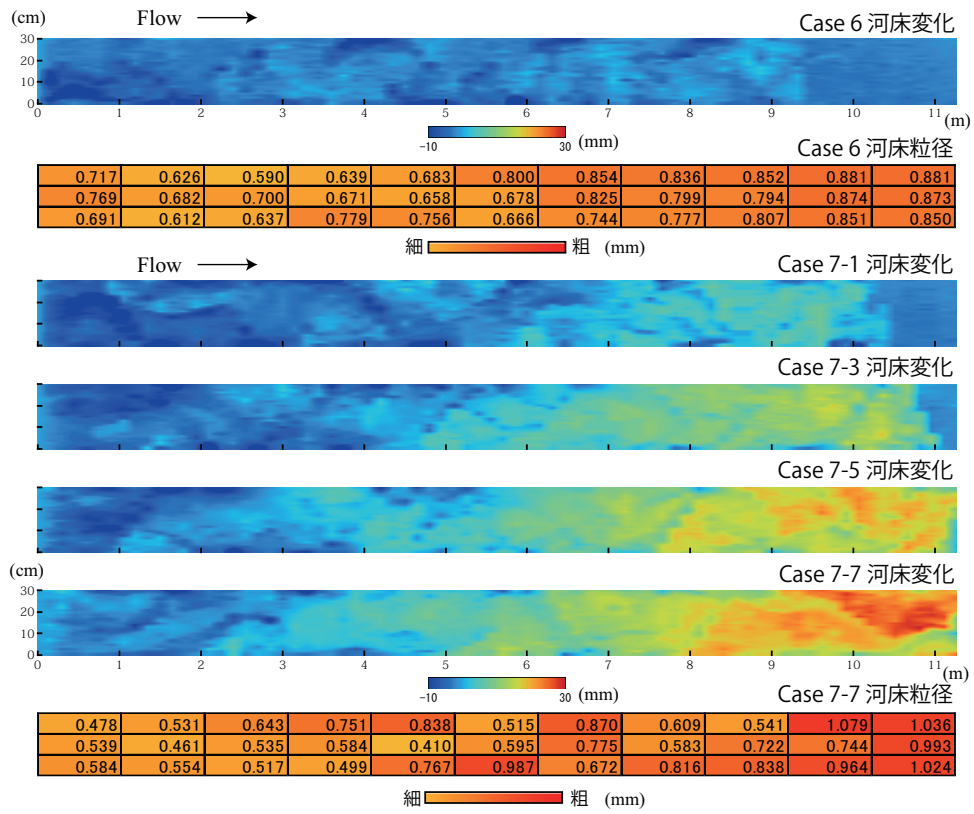 (cm) Flow Case 6 河床変化
30
20
10
0
0 1 2 3 4 5 6 7 8 9 10 11 (m)
-10 30 (mm)
Case 6 河床粒径
0.717 0.626 0.590 0.639 0.683 0.800 0.854 0.836 0.852 0.881 0.881
0.769 0.682 0.700 0.671 0.658 0.678 0.825 0.799 0.794 0.874 0.873
0.691 0.612 0.637 0.779 0.756 0.666 0.744 0.777 0.807 0.851 0.850
細 粗 (mm)
Flow Case 7-1 河床変化
Case 7-3 河床変化
Case 7-5 河床変化
(cm) Case 7-7 河床変化
30
20
10
0
0 1 2 3 4 5 6 7 8 9 10 11 (m)
-10 30 (mm)
Case 7-7 河床粒径
0.478 0.531 0.643 0.751 0.838 0.515 0.870 0.609 0.541 1.079 1.036
0.539 0.461 0.535 0.584 0.410 0.595 0.775 0.583 0.722 0.744 0.993
0.584 0.554 0.517 0.499 0.767 0.987 0.672 0.816 0.838 0.964 1.024
細 粗 (mm)